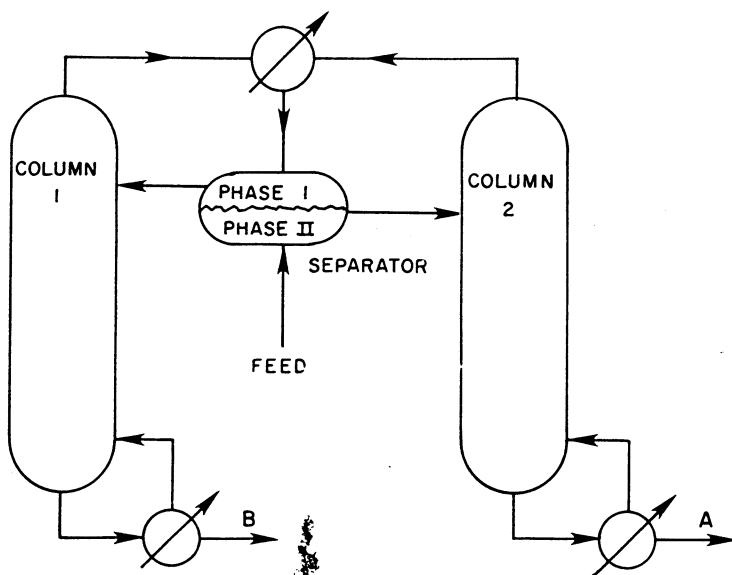 COLUMN
1
PHASE I
PHASE II
COLUMN
2
SEPARATOR
FEED
B
A